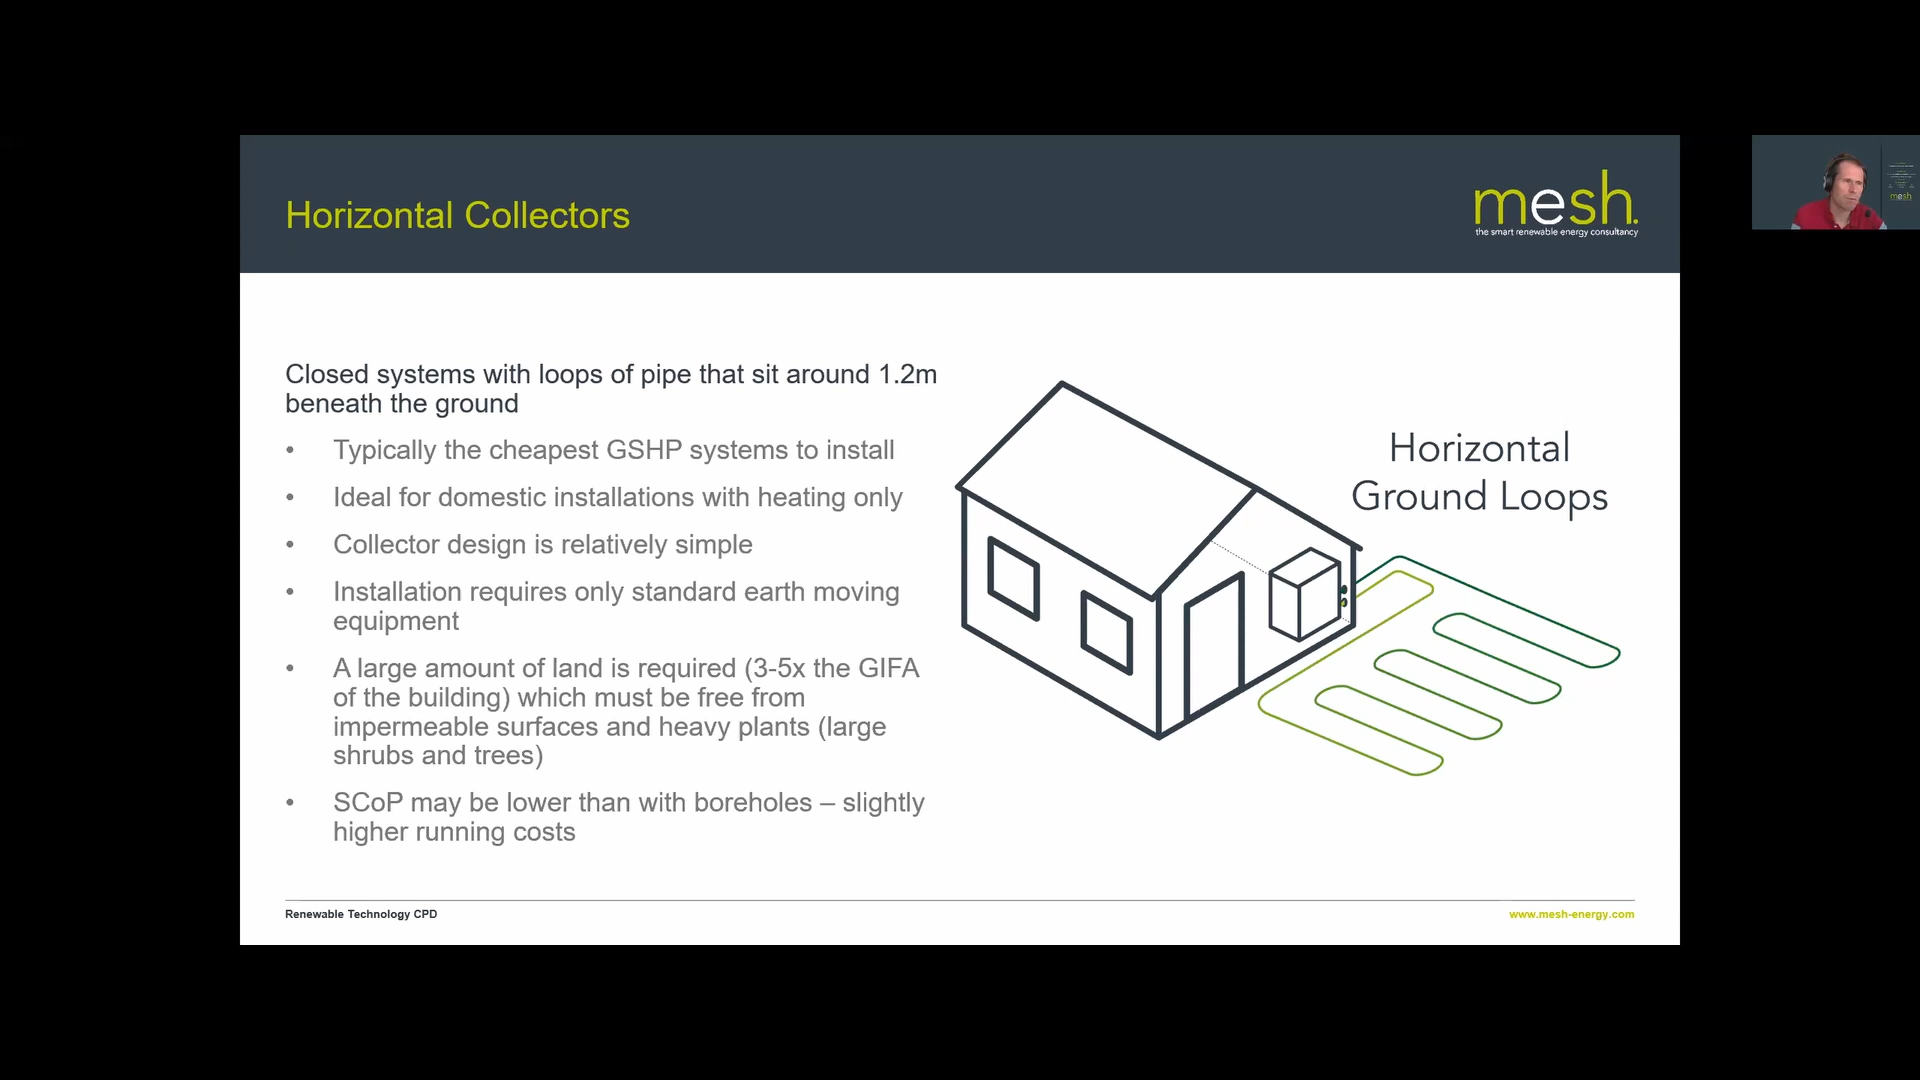 Horizontal Collectors
mesh.
the smart renewable energy consultancy
mesh
Closed systems with loops of pipe that sit around 1.2m
beneath the ground
• Typically the cheapest GSHP systems to install
• Ideal for domestic installations with heating only
• Collector design is relatively simple
• Installation requires only standard earth moving
equipment
• A large amount of land is required (3-5x the GIFA
of the building) which must be free from
impermeable surfaces and heavy plants (large
shrubs and trees)
• SCoP may be lower than with boreholes – slightly
higher running costs
Horizontal
Ground Loops
Renewable Technology CPD
www.mesh-energy.com